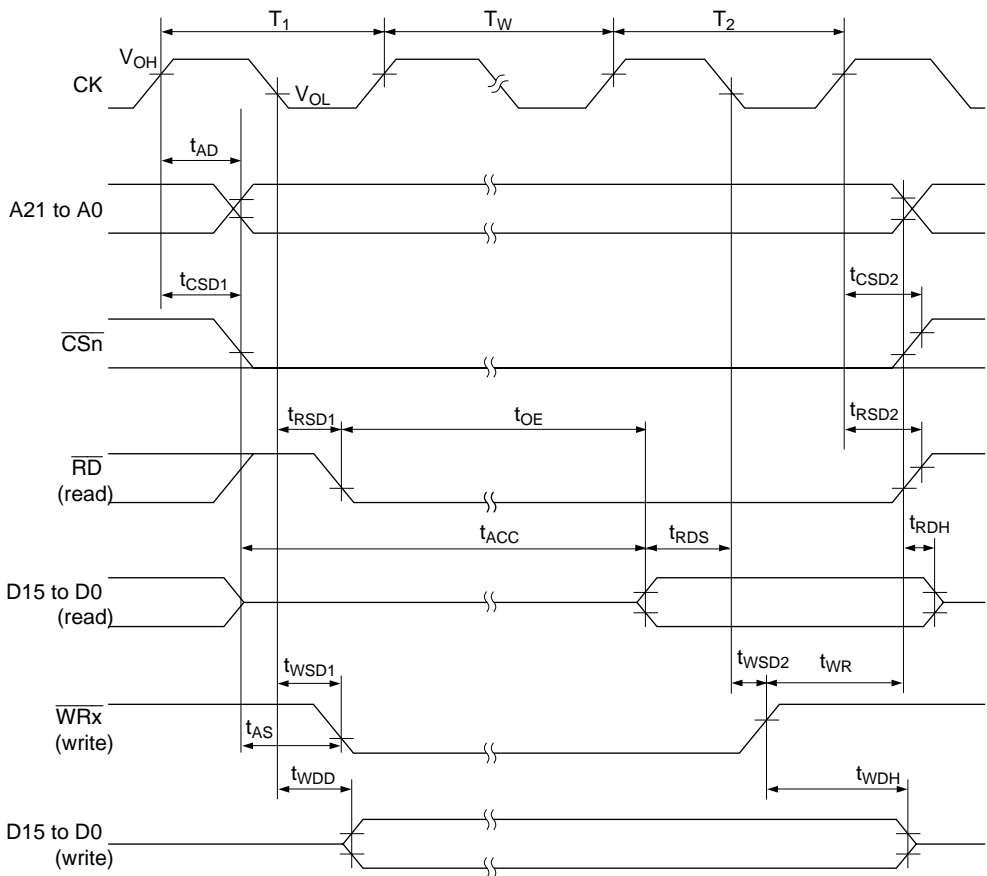 T1 TW T2
VOH
CK
VOL
tAD
A21 to A0
tCSD1 tCSD2
CSn
tRSD1 tOE tRSD2
RD
(read)
tACC tRDS tRDH
D15 to D0
(read)
tWSD1 tWSD2 tWR
WRx
(write)
tAS
tWDD tWDH
D15 to D0
(write)